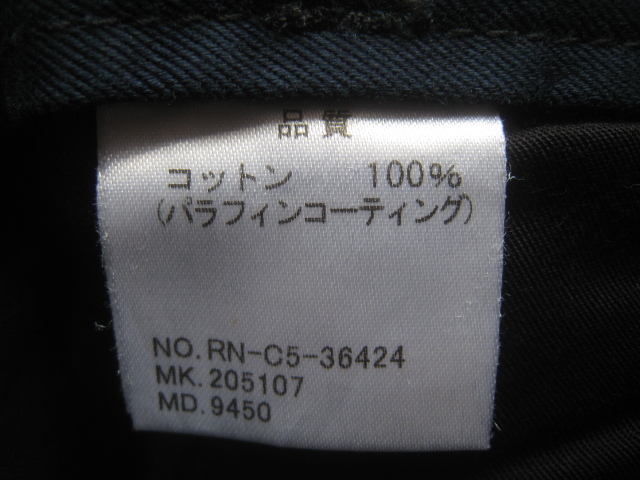 品質
コットン 100%
(パラフィンコーティング)
NO.RN-C5-36424
MK.205107
MD.9450